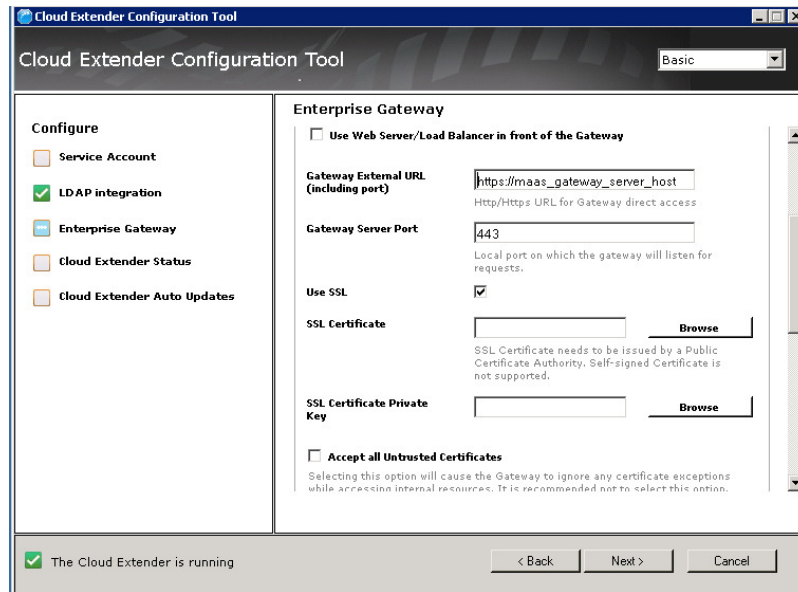 Cloud Extender Configuration Tool
Cloud Extender Configuration Tool
Basic
Configure
Service Account
LDAP integration
Enterprise Gateway
Cloud Extender Status
Cloud Extender Auto Updates
Enterprise Gateway
Use Web Server/Load Balancer in front of the Gateway
Gateway External URL
(including port)
https://maas_gateway_server_host
Http/Https URL for Gateway direct access
Gateway Server Port
443
Local port on which the gateway will listen for
requests.
Use SSL
SSL Certificate
Browse
SSL Certificate needs to be issued by a Public
Certificate Authority. Self-signed Certificate is
not supported.
SSL Certificate Private
Key
Browse
Accept all Untrusted Certificates
Selecting this option will cause the Gateway to ignore any certificate exceptions
while accessing internal resources. It is recommended not to select this option.
The Cloud Extender is running
< Back
Next >
Cancel